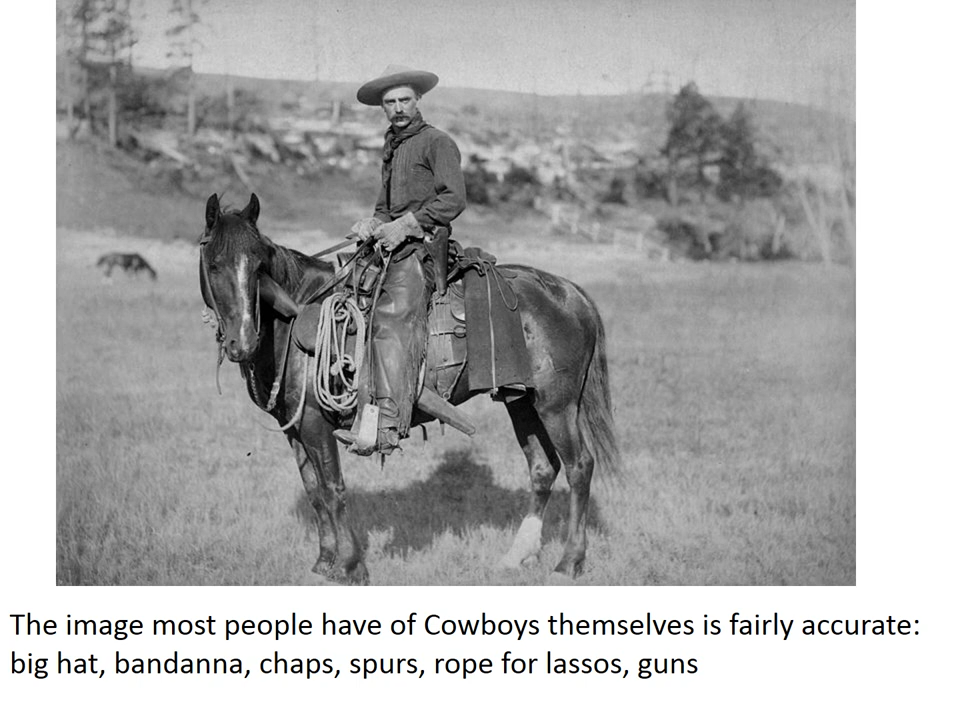 The image most people have of Cowboys themselves is fairly accurate:
big hat, bandanna, chaps, spurs, rope for lassos, guns